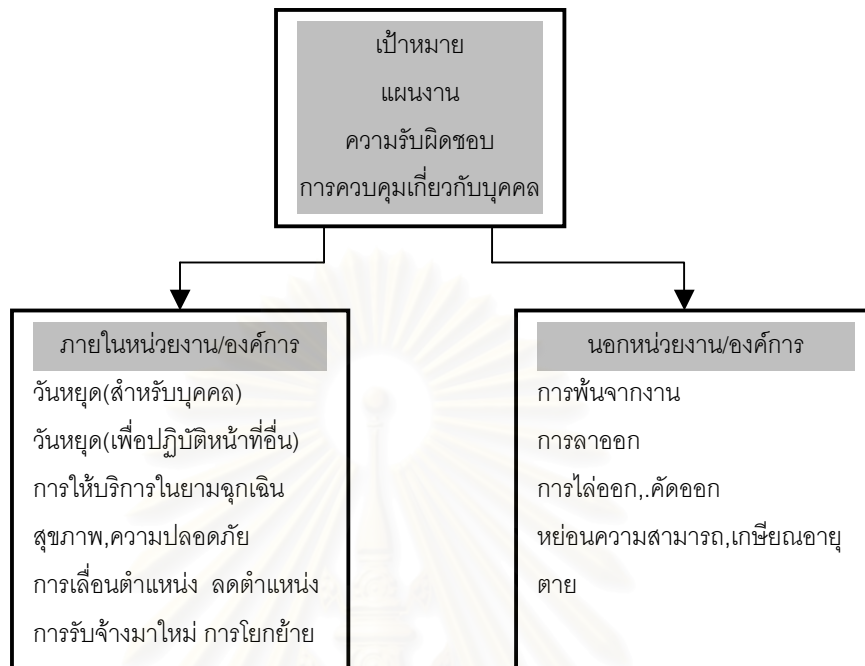 เป้าหมาย
แผนงาน
ความรับผิดชอบ
การควบคุมเกี่ยวกับบุคคล
ภายในหน่วยงาน/องค์การ
วันหยุด(สำหรับบุคคล)
วันหยุด(เพื่อปฏิบัติหน้าที่อื่น)
การให้บริการในยามฉุกเฉิน
สุขภาพ,ความปลอดภัย
การเลื่อนตำแหน่ง ลดตำแหน่ง
การรับจ้างมาใหม่ การโยกย้าย
นอกหน่วยงาน/องค์การ
การพ้นจากงาน
การลาออก
การไล่ออก,.คัดออก
หย่อนความสามารถ,เกษียณอายุ
ตาย